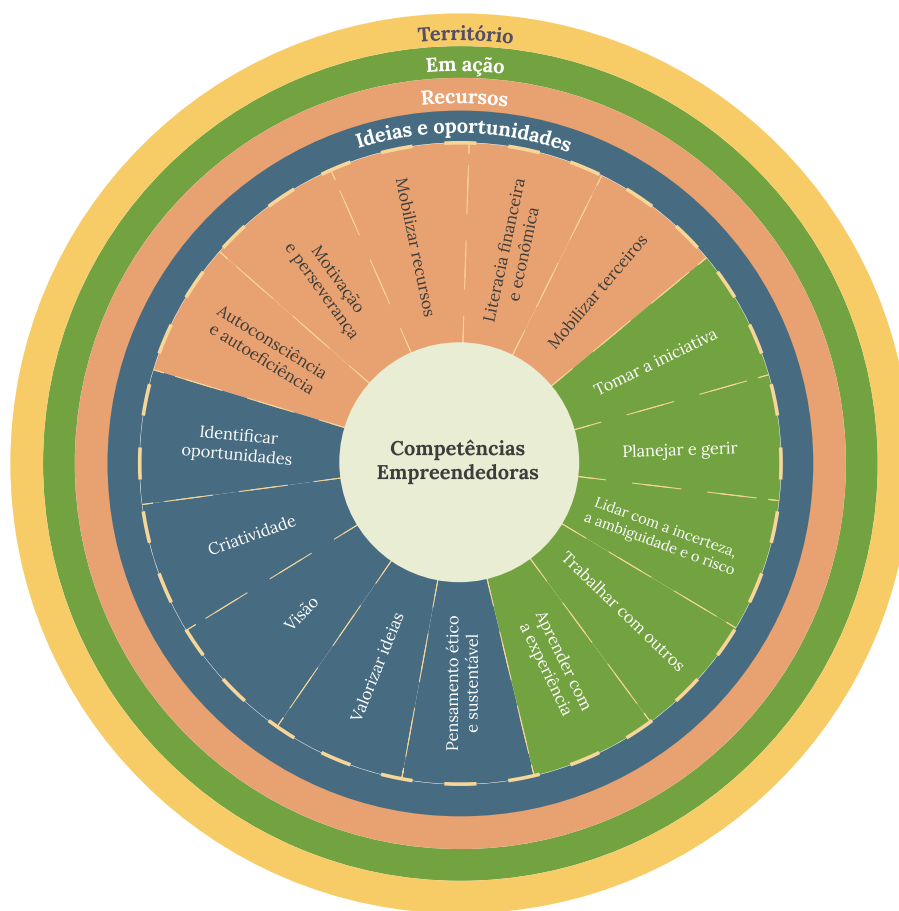 Território
Em ação
Recursos
Ideias e oportunidades
Mobilizar recursos
Literacia financeira
e econômica
Mobilizar terceiros
Motivação
e perseverança
Autoconsciência
e autoeficiência
Tomar a iniciativa
Planejar e gerir
Lidar com a incerteza,
a ambiguidade e o risco
Trabalhar com outros
Aprender com
a experiência
Pensamento ético
e sustentável
Valorizar ideias
Visão
Criatividade
Identificar
oportunidades
Competências
Empreendedoras